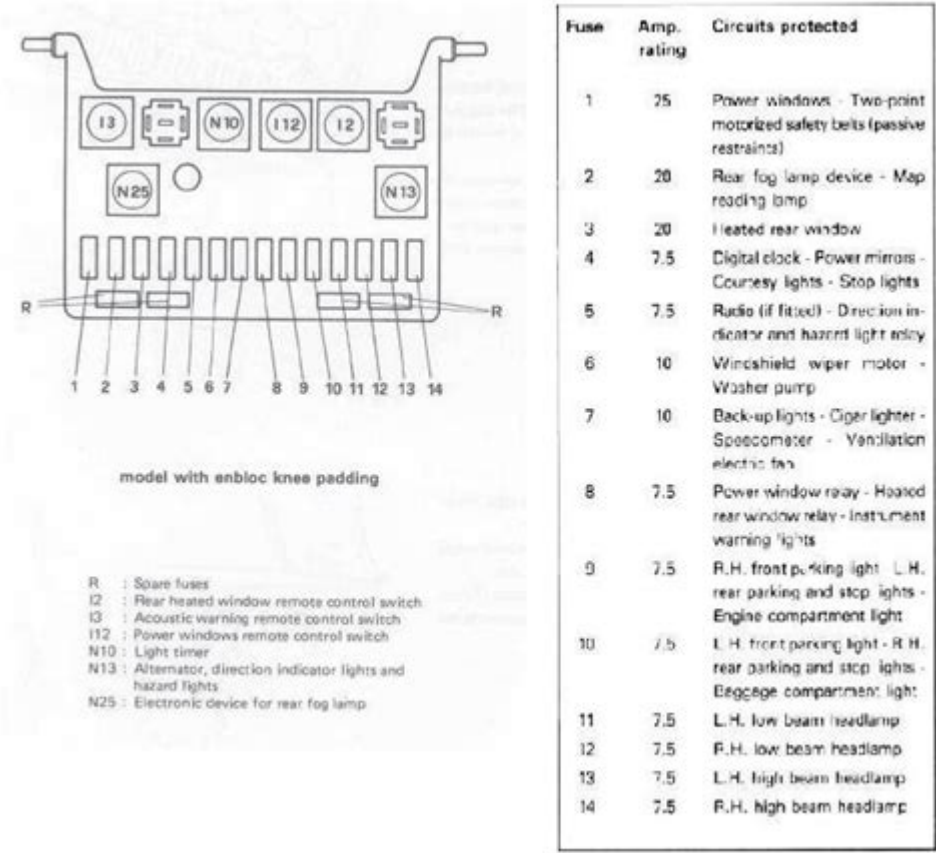 I3
N10
I12
I2
N25
N13
R
R
1 2 3 4 5 6 7 8 9 10 11 12 13 14
model with enbloc knee padding
R : Spare fuses
I2 : Rear heated window remote control switch
I3 : Acoustic warning remote control switch
I12 : Power windows remote control switch
N10 : Light timer
N13 : Alternator, direction indicator lights and
hazard lights
N25 : Electronic device for rear fog lamp
Fuse Amp. Circuits protected
rating
1 25 Power windows - Two-point
motorized safety belts (passive
restraints)
2 20 Rear fog lamp device - Map
reading lamp
3 20 Heated rear window
4 7.5 Digital clock - Power mirrors -
Courtesy lights - Stop lights
5 7.5 Radio (if fitted) - Direction in-
dicator and hazard light relay
6 10 Windshield wiper motor -
Washer pump
7 10 Back-up lights - Cigar lighter -
Speedometer - Ventilation
electric fan
8 7.5 Power window relay - Heated
rear window relay - Instrument
warning lights
9 7.5 R.H. front parking light - L.H.
rear parking and stop lights -
Engine compartment light
10 7.5 L.H. front parking light - R.H.
rear parking and stop lights -
Baggage compartment light
11 7.5 L.H. low beam headlamp
12 7.5 R.H. low beam headlamp
13 7.5 L.H. high beam headlamp
14 7.5 R.H. high beam headlamp